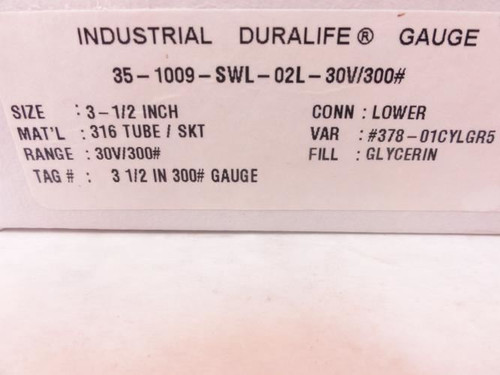 INDUSTRIAL DURALIFE® GAUGE
35-1009-SWL-02L-30V/300#
SIZE : 3-1/2 INCH CONN : LOWER
MAT'L : 316 TUBE / SKT VAR : #378-01CYLGR5
RANGE : 30V/300# FILL : GLYCERIN
TAG # : 3 1/2 IN 300# GAUGE